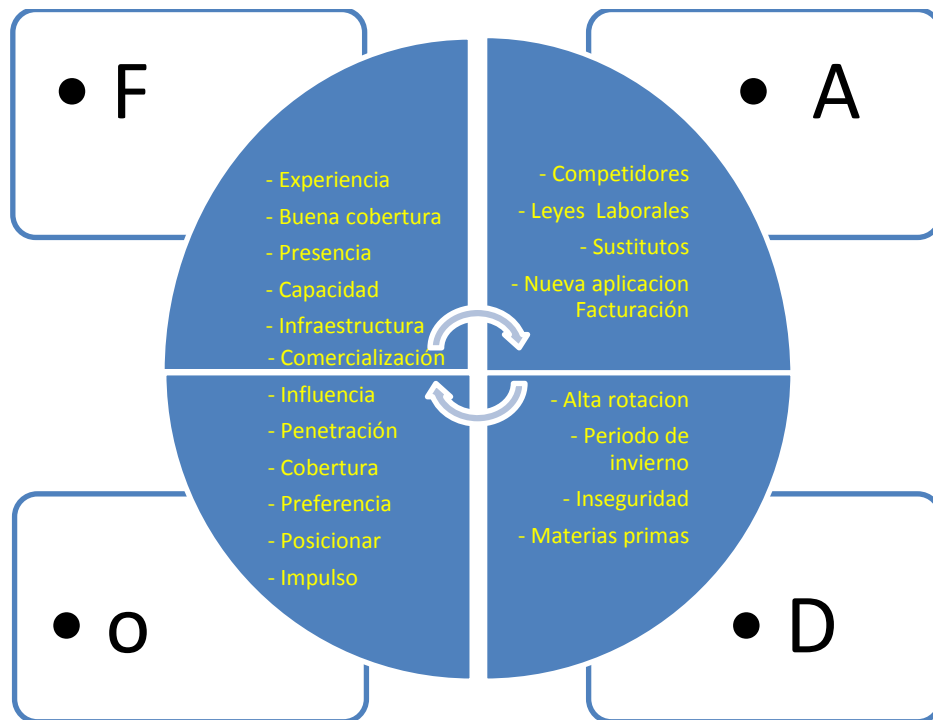 • F
- Experiencia
- Buena cobertura
- Presencia
- Capacidad
- Infraestructura
• A
- Competidores
- Leyes Laborales
- Sustitutos
- Nueva aplicacion
Facturación
- Comercialización
- Influencia
- Penetración
- Cobertura
- Preferencia
- Posicionar
- Impulso
• o
- Alta rotacion
- Periodo de
invierno
- Inseguridad
- Materias primas
• D